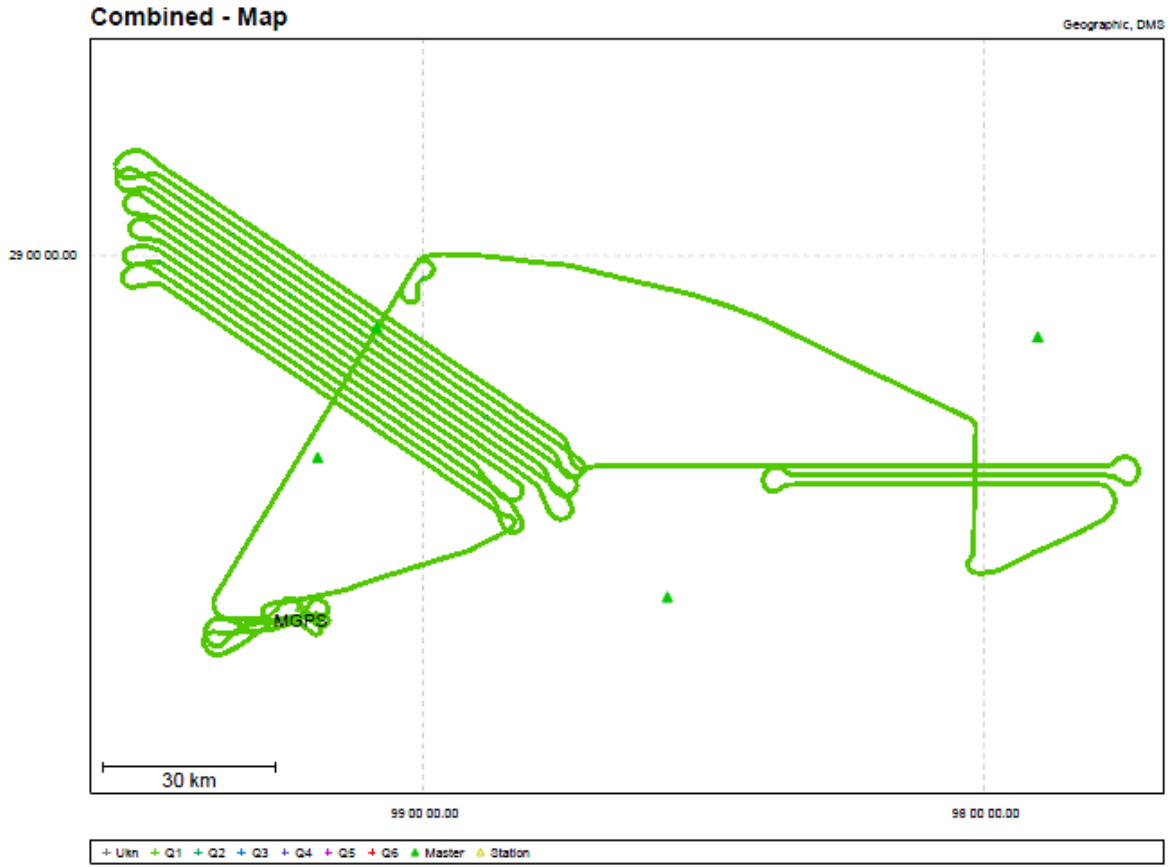 Combined - Map
Geographic, DMS
29 00 00.00
MGPS
30 km
99 00 00.00
98 00 00.00
Ukn Q1 Q2 Q3 Q4 Q5 Q6 Master Station